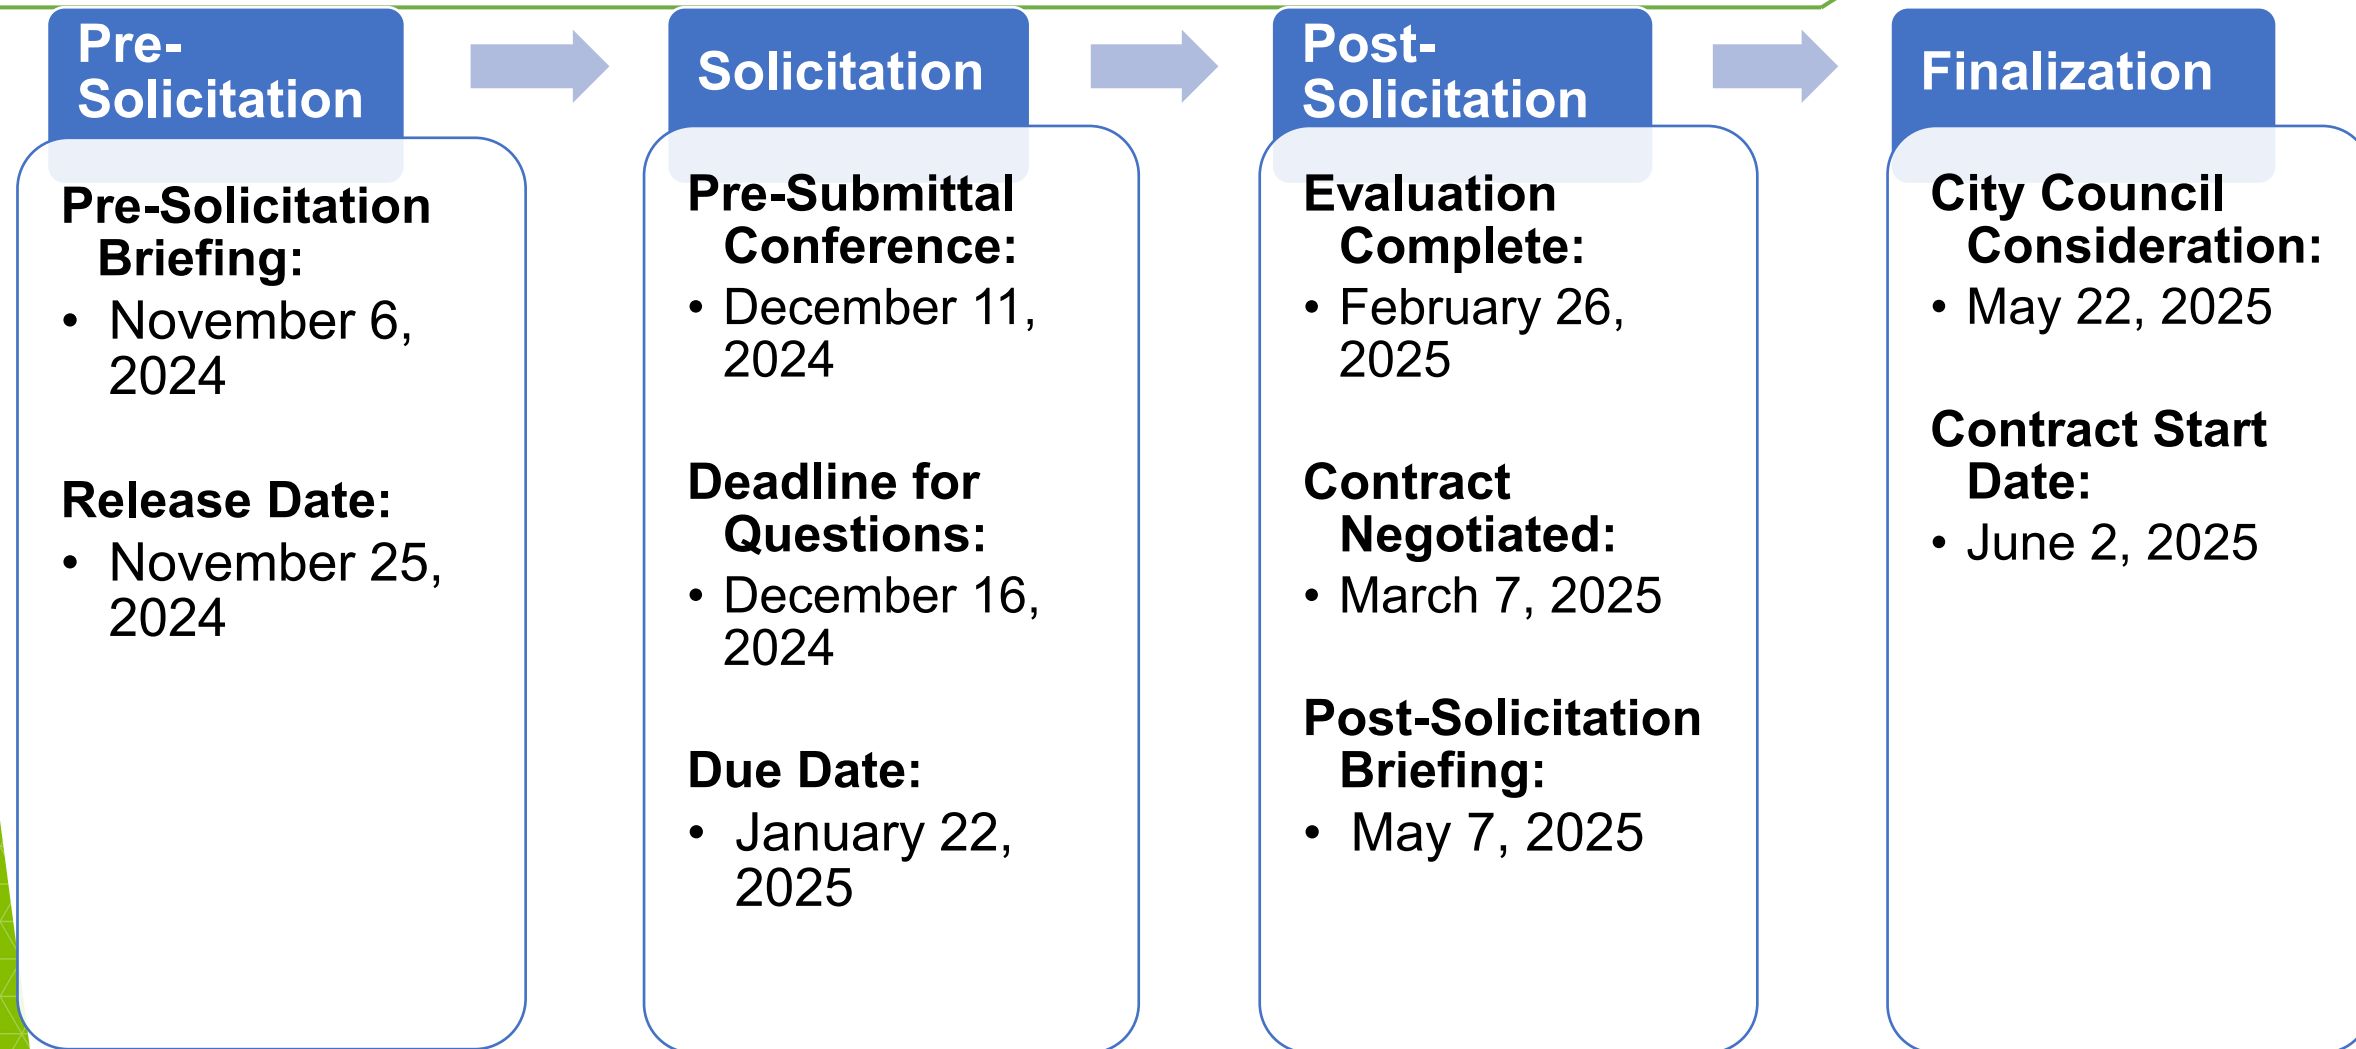 Pre-
Solicitation
Pre-Solicitation
Briefing:
• November 6,
2024
Release Date:
• November 25,
2024
Solicitation
Pre-Submittal
Conference:
• December 11,
2024
Deadline for
Questions:
• December 16,
2024
Due Date:
• January 22,
2025
Post-
Solicitation
Evaluation
Complete:
• February 26,
2025
Contract
Negotiated:
• March 7, 2025
Post-Solicitation
Briefing:
• May 7, 2025
Finalization
City Council
Consideration:
• May 22, 2025
Contract Start
Date:
• June 2, 2025